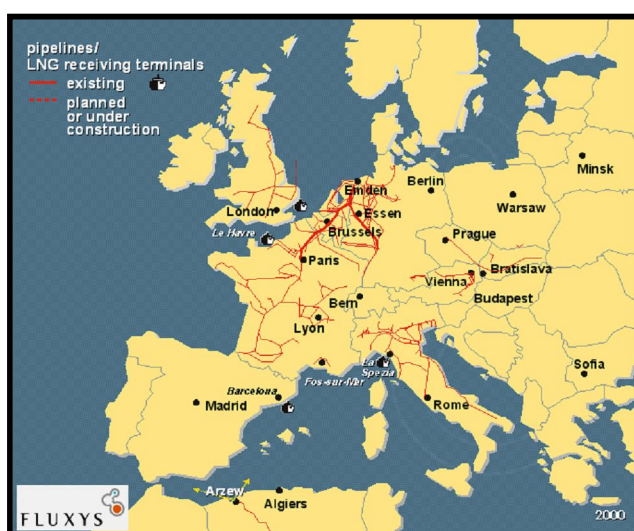 pipelines/
LNG receiving terminals
existing
planned
or under
construction
Minsk
Berlin
Emden
Warsaw
London
Essen
Le Havre
Brussels
Prague
Paris
Bratislava
Vienna
Bern
Budapest
Lyon
La
Spezia
Sofia
Fos-sur-Mer
Barcelona
Madrid
Rome
Arzew
Algiers
FLUXYS
2000